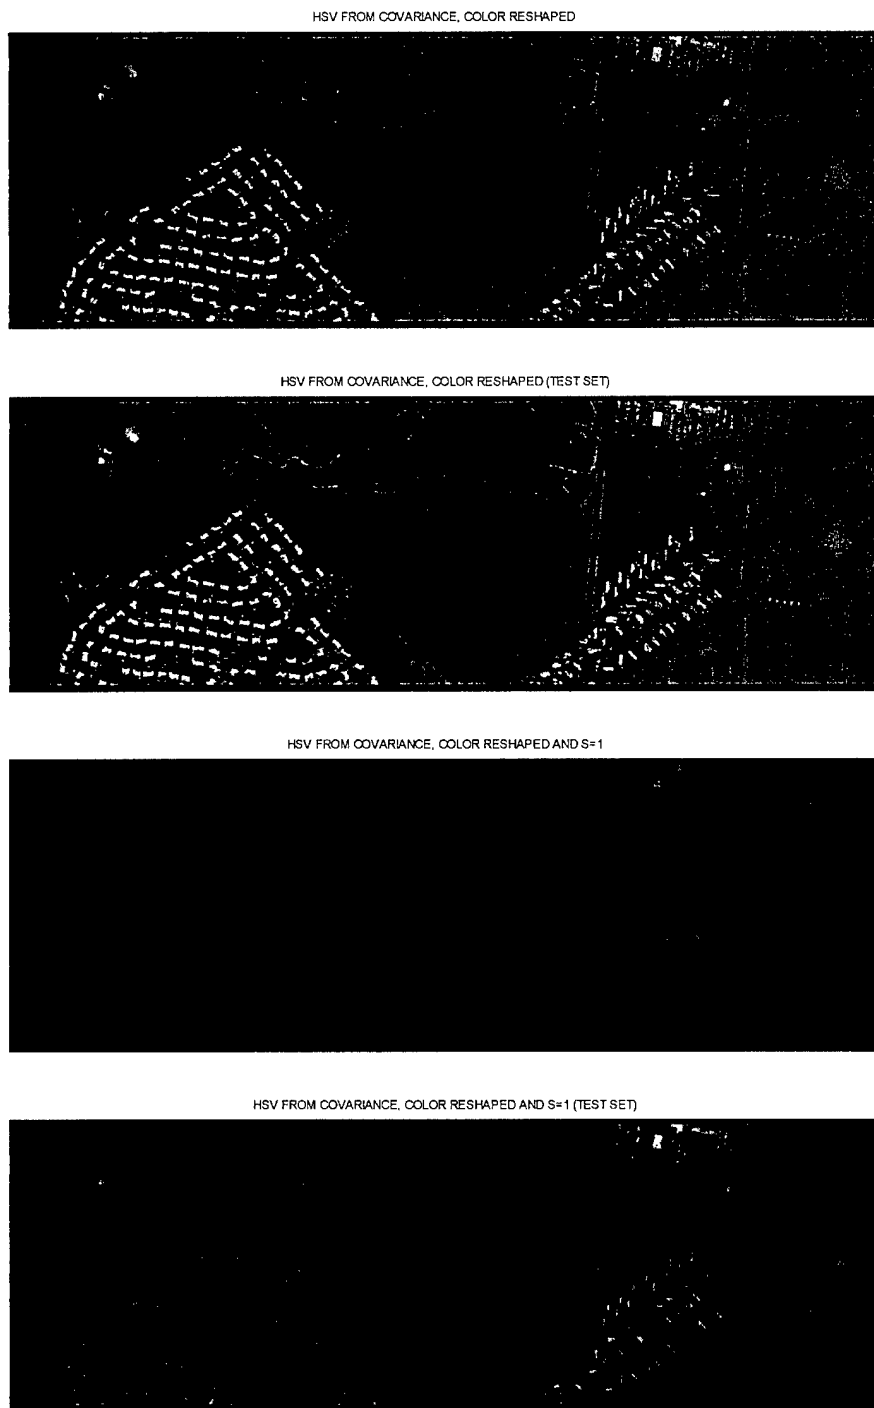 HSV FROM COVARIANCE, COLOR RESHAPED
HSV FROM COVARIANCE, COLOR RESHAPED (TEST SET)
HSV FROM COVARIANCE, COLOR RESHAPED AND S=1
HSV FROM COVARIANCE, COLOR RESHAPED AND S=1 (TEST SET)